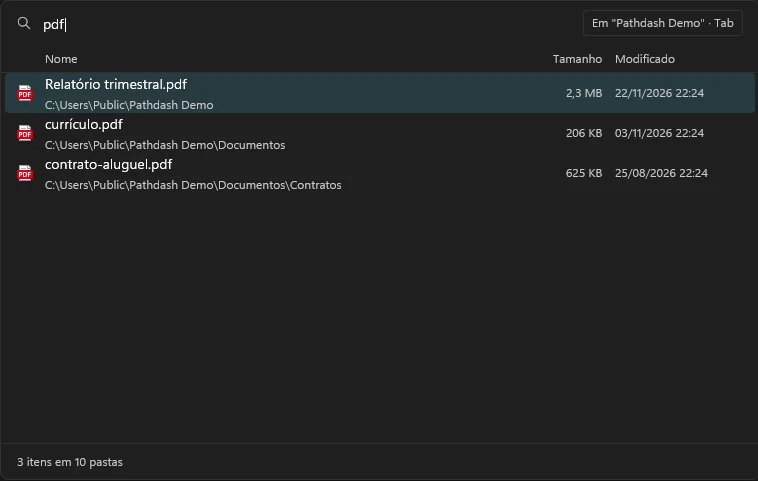 pdf
Em "Pathdash Demo" · Tab
Nome Tamanho Modificado
Relatório trimestral.pdf
C:\Users\Public\Pathdash Demo
PDF 2,3 MB 22/11/2026 22:24
currículo.pdf
C:\Users\Public\Pathdash Demo\Documentos
PDF 206 KB 03/11/2026 22:24
contrato-aluguel.pdf
C:\Users\Public\Pathdash Demo\Documentos\Contratos
PDF 625 KB 25/08/2026 22:24
3 itens em 10 pastas